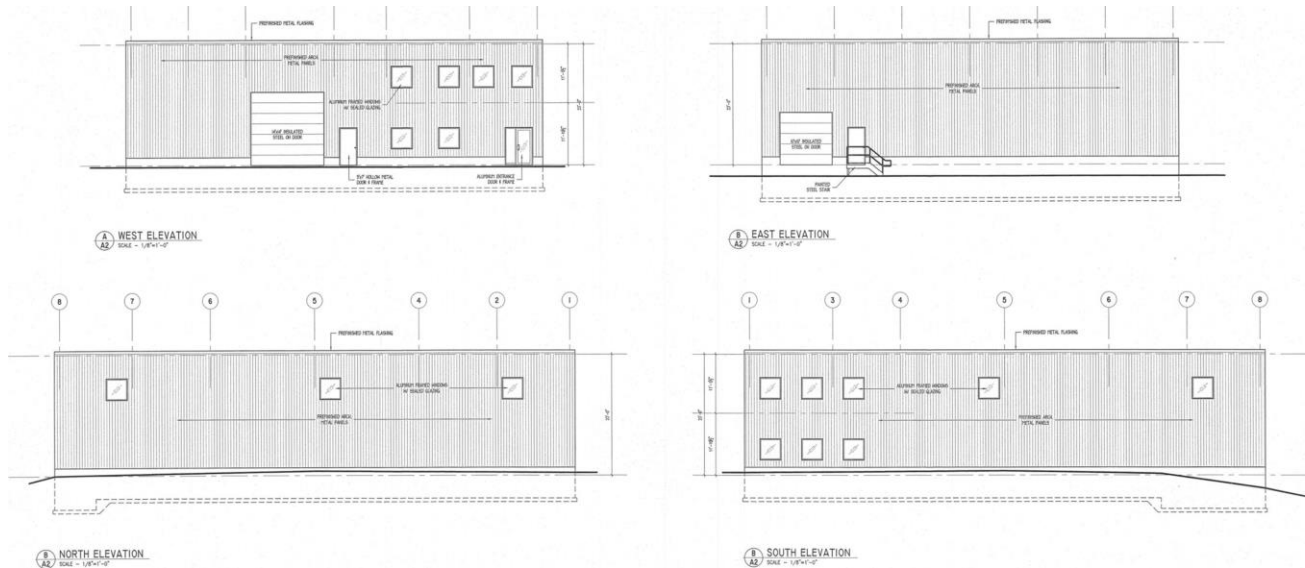 PREFINISHED METAL FLASHING
PREFINISHED ARCH.
METAL PANELS
ALUMINUM FRAMED WINDOWS
W/ SEALED GLAZING
INSULATED
STEEL OH DOOR
HOLLOW METAL
DOOR & FRAME
ALUMINUM ENTRANCE
DOOR & FRAME
A
A2
WEST ELEVATION
SCALE - 1/8"=1'-0"
PREFINISHED METAL FLASHING
PREFINISHED ARCH.
METAL PANELS
INSULATED
STEEL OH DOOR
PAINTED
STEEL STAIR
B
A2
EAST ELEVATION
SCALE - 1/8"=1'-0"
8
7
6
5
4
2
1
PREFINISHED METAL FLASHING
ALUMINUM FRAMED WINDOWS
W/ SEALED GLAZING
PREFINISHED ARCH.
METAL PANELS
B
A2
NORTH ELEVATION
SCALE - 1/8"=1'-0"
1
3
4
5
6
7
8
PREFINISHED METAL FLASHING
ALUMINUM FRAMED WINDOWS
W/ SEALED GLAZING
PREFINISHED ARCH.
METAL PANELS
B
A2
SOUTH ELEVATION
SCALE - 1/8"=1'-0"